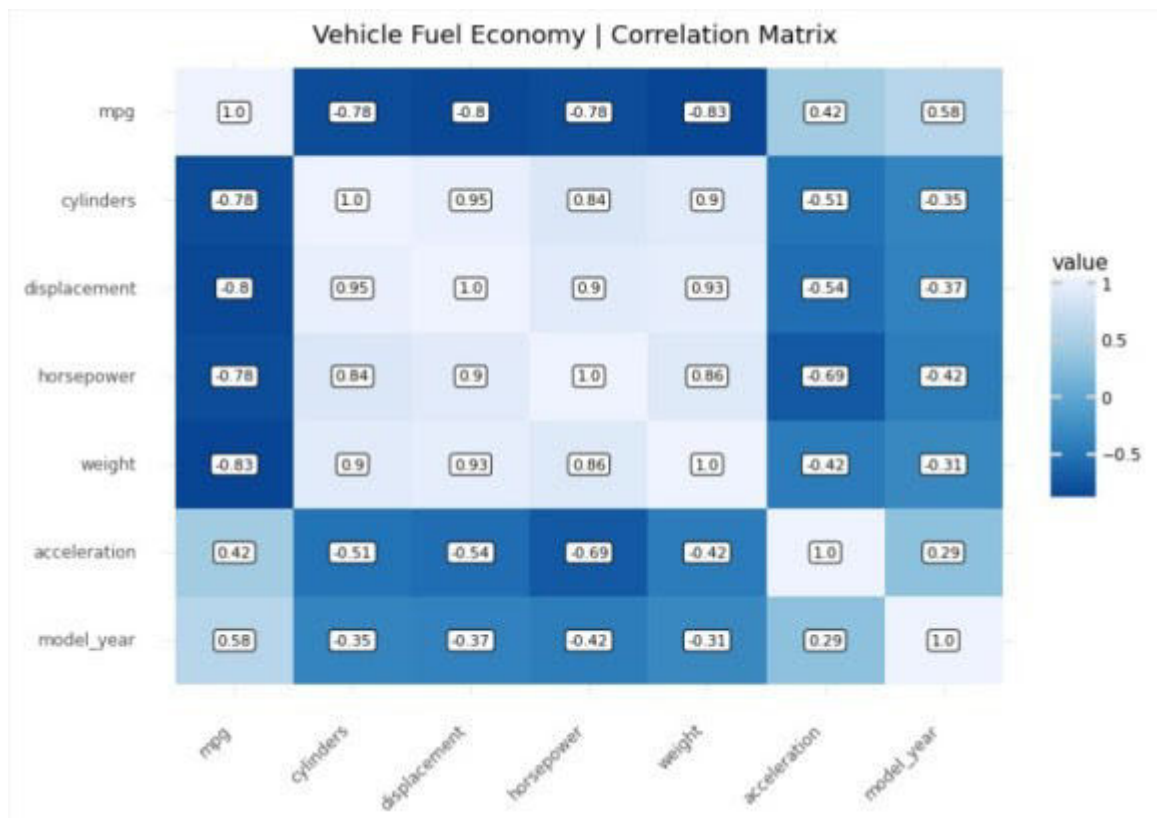 Vehicle Fuel Economy | Correlation Matrix
mpg 1.0 -0.78 -0.8 -0.78 -0.83 0.42 0.58
cylinders -0.78 1.0 0.95 0.84 0.9 -0.51 -0.35
displacement -0.8 0.95 1.0 0.9 0.93 -0.54 -0.37
horsepower -0.78 0.84 0.9 1.0 0.86 -0.69 -0.42
weight -0.83 0.9 0.93 0.86 1.0 -0.42 -0.31
acceleration 0.42 -0.51 -0.54 -0.69 -0.42 1.0 0.29
model_year 0.58 -0.35 -0.37 -0.42 -0.31 0.29 1.0
mpg cylinders displacement horsepower weight acceleration model_year
value
1
0.5
0
−0.5